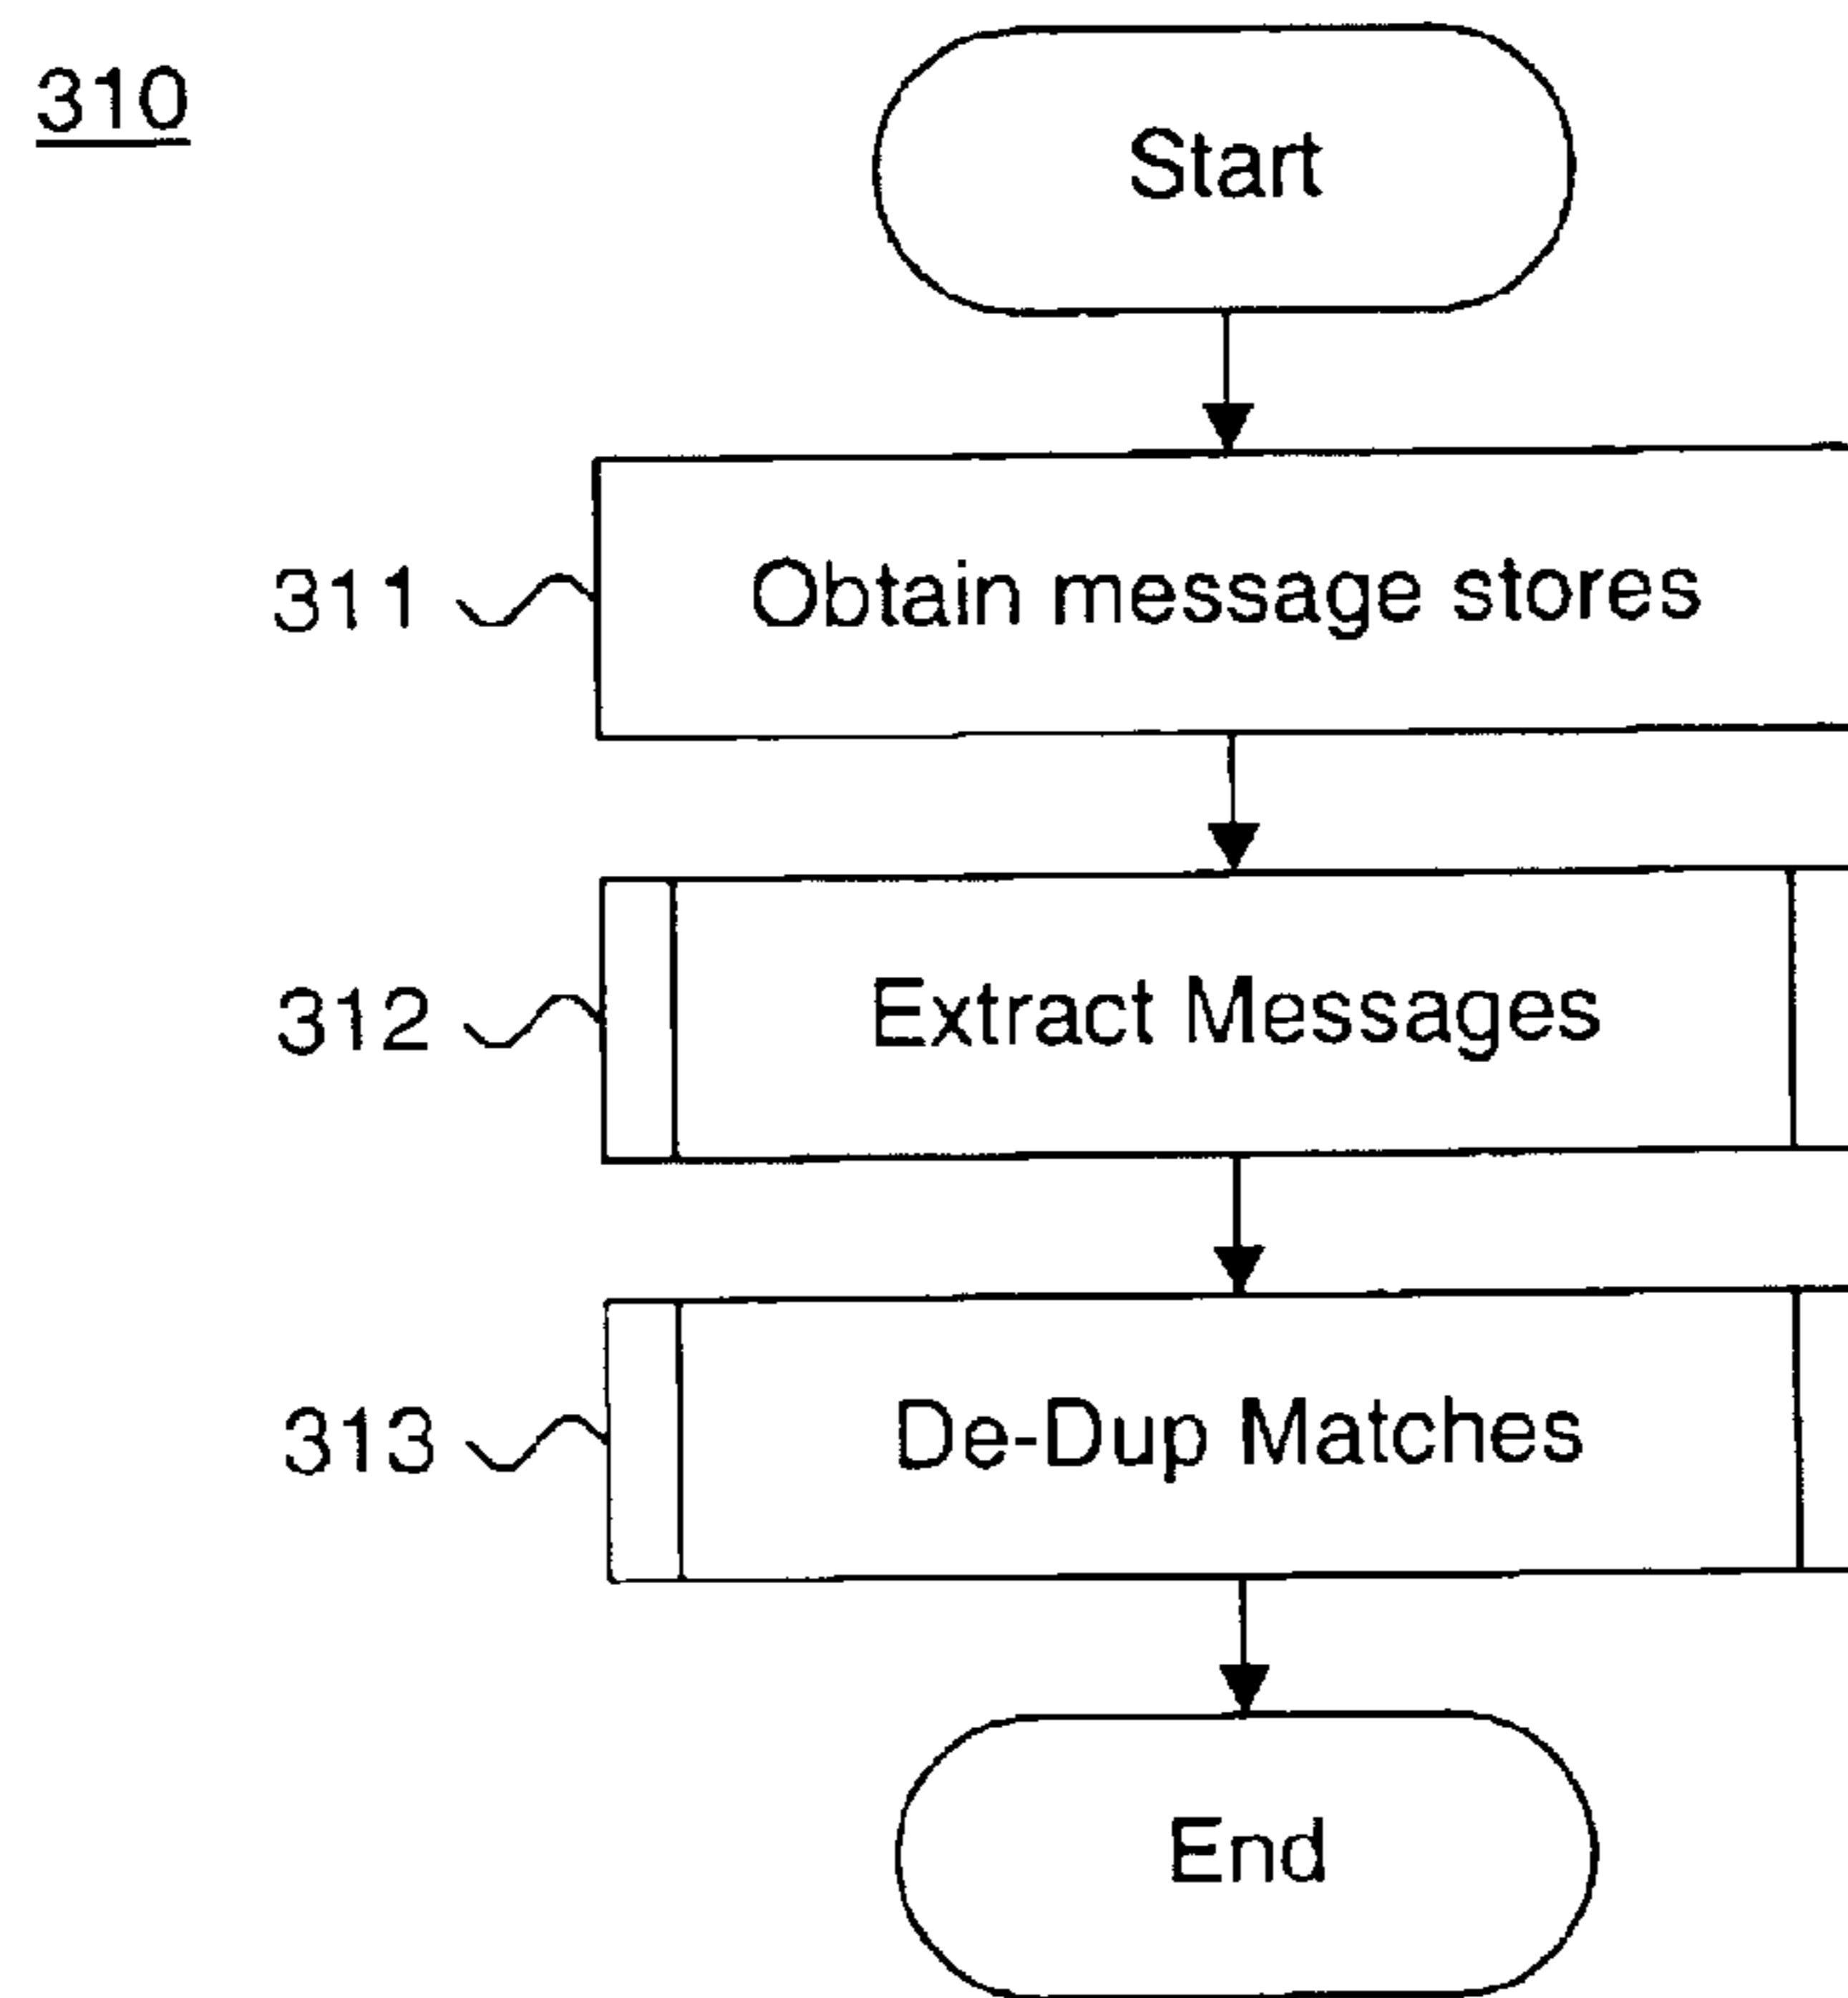 310
Start
311 Obtain message stores
312 Extract Messages
313 De-Dup Matches
End